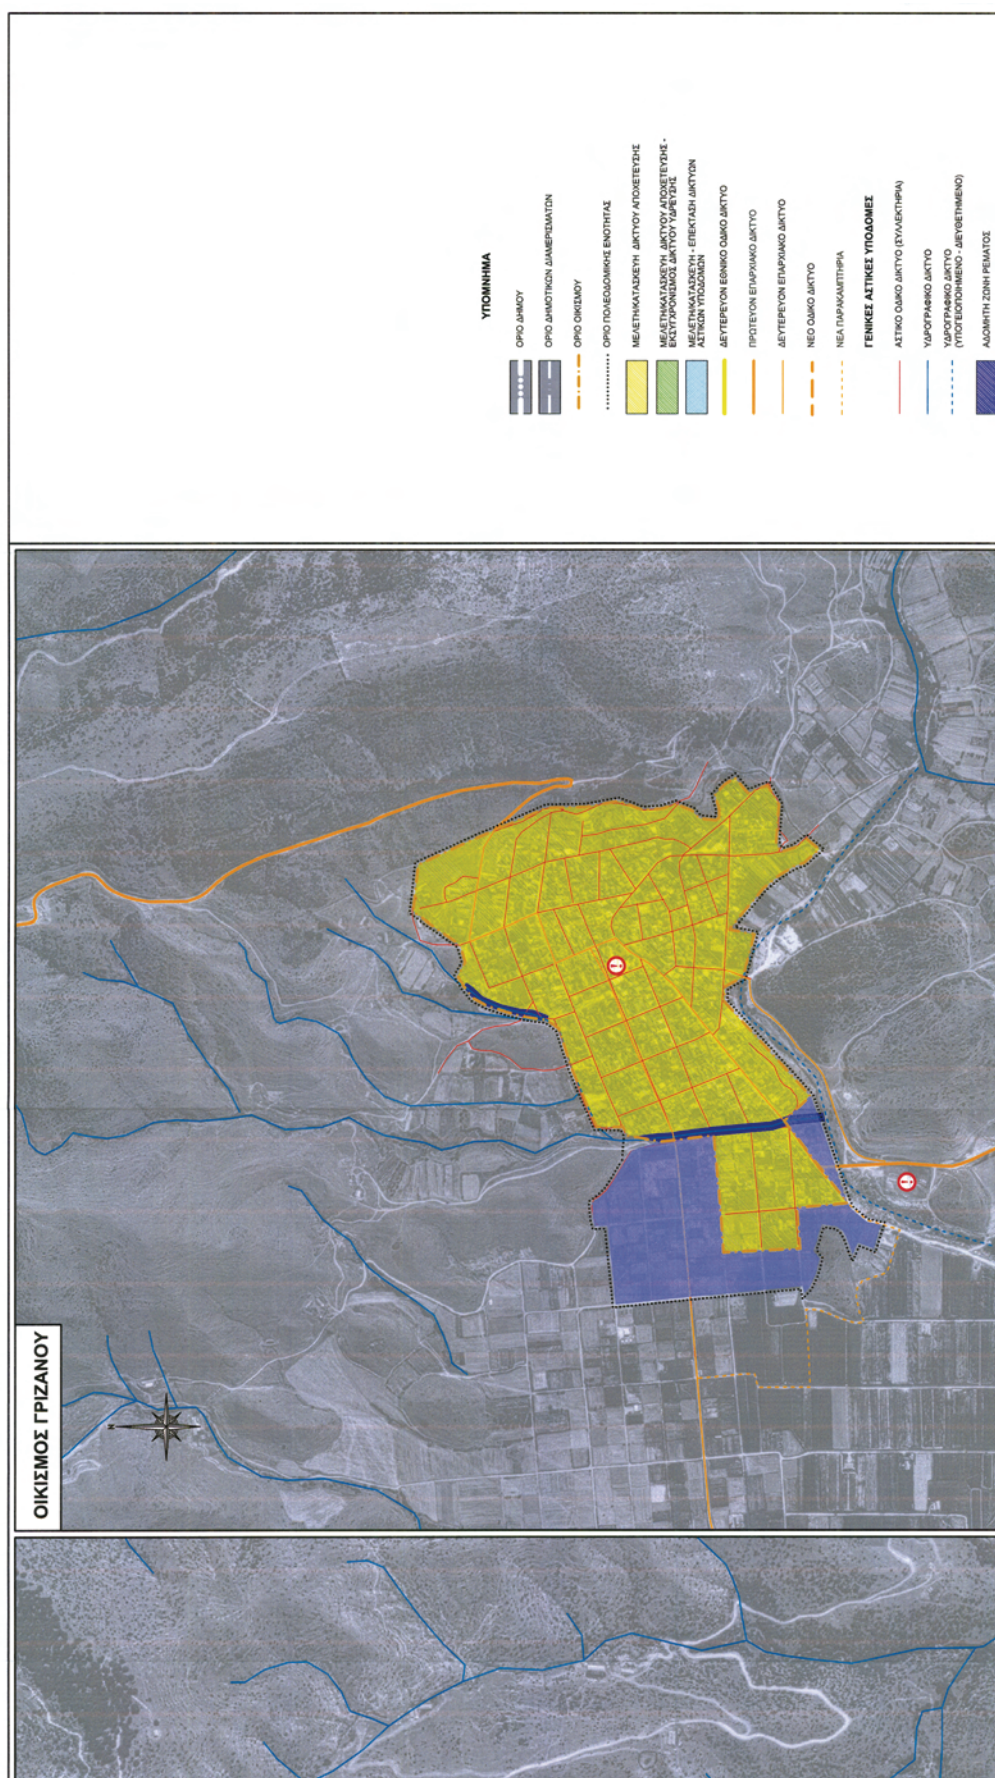 ΟΙΚΙΣΜΟΣ ΓΡΙΖΑΝΟΥ
N
ΥΠΟΜΝΗΜΑ
ΟΡΙΟ ΔΗΜΟΥ
ΟΡΙΟ ΔΗΜΟΤΙΚΩΝ ΔΙΑΜΕΡΙΣΜΑΤΩΝ
ΟΡΙΟ ΟΙΚΙΣΜΟΥ
ΟΡΙΟ ΠΟΛΕΟΔΟΜΙΚΗΣ ΕΝΟΤΗΤΑΣ
ΜΕΛΕΤΗ/ΚΑΤΑΣΚΕΥΗ ΔΙΚΤΥΟΥ ΑΠΟΧΕΤΕΥΣΗΣ
ΜΕΛΕΤΗ/ΚΑΤΑΣΚΕΥΗ ΔΙΚΤΥΟΥ ΑΠΟΧΕΤΕΥΣΗΣ -
ΕΚΣΥΓΧΡΟΝΙΣΜΟΣ ΔΙΚΤΥΟΥ ΥΔΡΕΥΣΗΣ
ΜΕΛΕΤΗ/ΚΑΤΑΣΚΕΥΗ - ΕΠΕΚΤΑΣΗ ΔΙΚΤΥΩΝ
ΑΣΤΙΚΩΝ ΥΠΟΔΟΜΩΝ
ΔΕΥΤΕΡΕΥΟΝ ΕΘΝΙΚΟ ΟΔΙΚΟ ΔΙΚΤΥΟ
ΠΡΩΤΕΥΟΝ ΕΠΑΡΧΙΑΚΟ ΔΙΚΤΥΟ
ΔΕΥΤΕΡΕΥΟΝ ΕΠΑΡΧΙΑΚΟ ΔΙΚΤΥΟ
ΝΕΟ ΟΔΙΚΟ ΔΙΚΤΥΟ
ΝΕΑ ΠΑΡΑΚΑΜΠΤΗΡΙΑ
ΓΕΝΙΚΕΣ ΑΣΤΙΚΕΣ ΥΠΟΔΟΜΕΣ
ΑΣΤΙΚΟ ΟΔΙΚΟ ΔΙΚΤΥΟ (ΣΥΛΛΕΚΤΗΡΙΑ)
ΥΔΡΟΓΡΑΦΙΚΟ ΔΙΚΤΥΟ
ΥΔΡΟΓΡΑΦΙΚΟ ΔΙΚΤΥΟ
(ΥΠΟΓΕΙΟΠΟΙΗΜΕΝΟ - ΔΙΕΥΘΕΤΗΜΕΝΟ)
ΑΔΟΜΗΤΗ ΖΩΝΗ ΡΕΜΑΤΟΣ